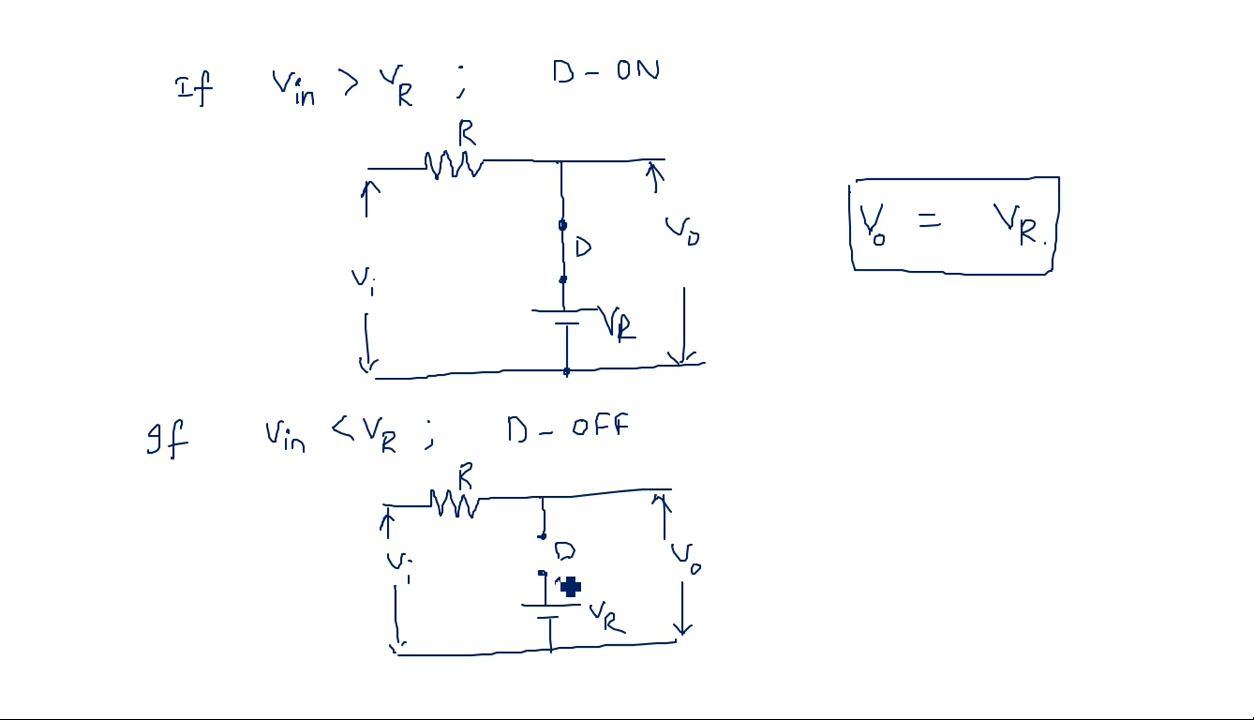 If Vin > VR ; D - ON
R
Vi
D
VR
Vo
Vo = VR.
If Vin < VR ; D - OFF
R
Vi
D
VR
Vo